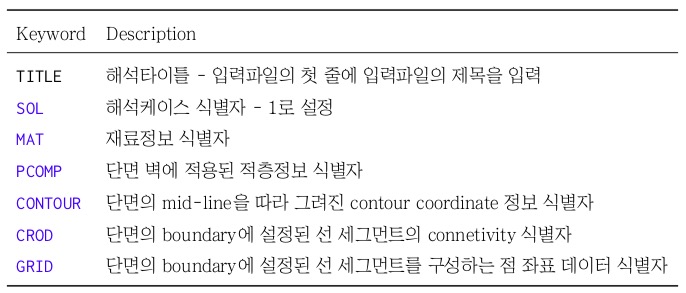 Keyword Description
TITLE 해석타이틀 - 입력파일의 첫 줄에 입력파일의 제목을 입력
SOL 해석케이스 식별자 - 1로 설정
MAT 재료정보 식별자
PCOMP 단면 벽에 적용된 적층정보 식별자
CONTOUR 단면의 mid-line을 따라 그려진 contour coordinate 정보 식별자
CROD 단면의 boundary에 설정된 선 세그먼트의 connetivity 식별자
GRID 단면의 boundary에 설정된 선 세그먼트를 구성하는 점 좌표 데이터 식별자